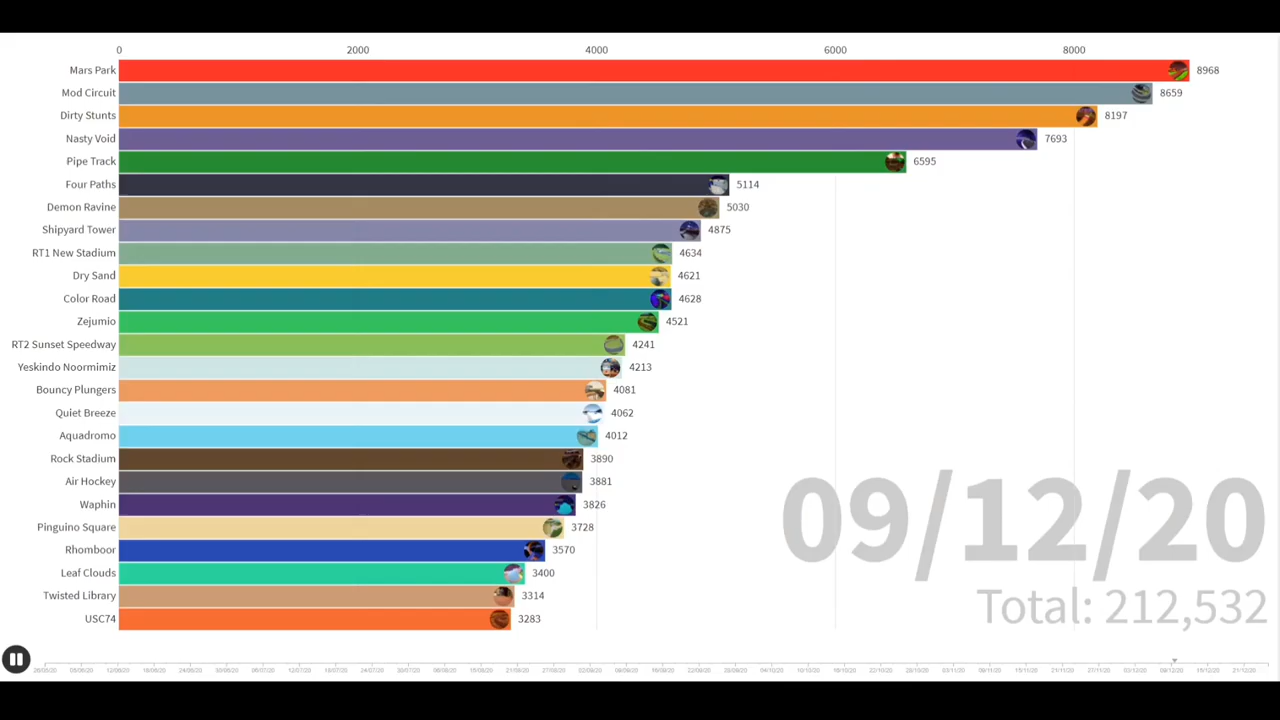 0 2000 4000 6000 8000
Mars Park 8968
Mod Circuit 8659
Dirty Stunts 8197
Nasty Void 7693
Pipe Track 6595
Four Paths 5114
Demon Ravine 5030
Shipyard Tower 4875
RT1 New Stadium 4634
Dry Sand 4621
Color Road 4628
Zejumio 4521
RT2 Sunset Speedway 4241
Yeskindo Noormimiz 4213
Bouncy Plungers 4081
Quiet Breeze 4062
Aquadromo 4012
Rock Stadium 3890
Air Hockey 3881
Waphin 3826
Pinguino Square 3728
Rhomboor 3570
Leaf Clouds 3400
Twisted Library 3314
USC74 3283
09/12/20
Total: 212,532